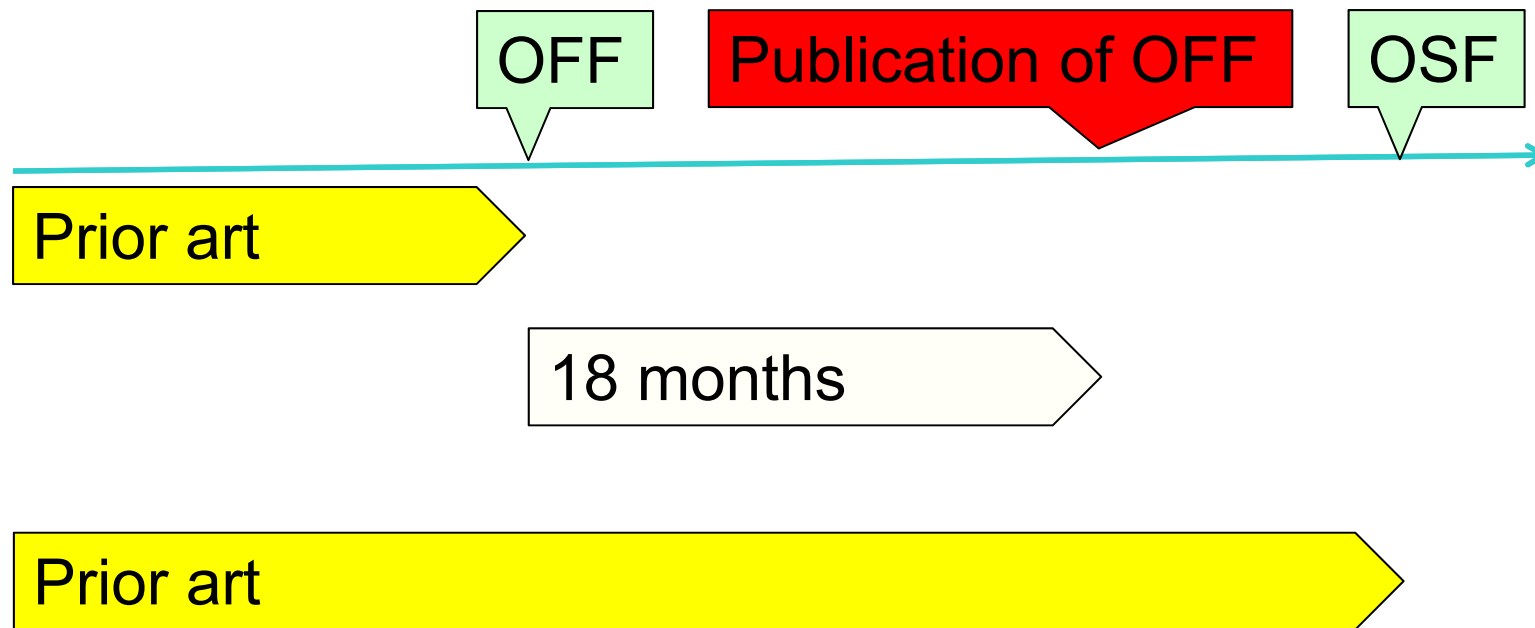 OFF
Publication of OFF
OSF
Prior art
18 months
Prior art